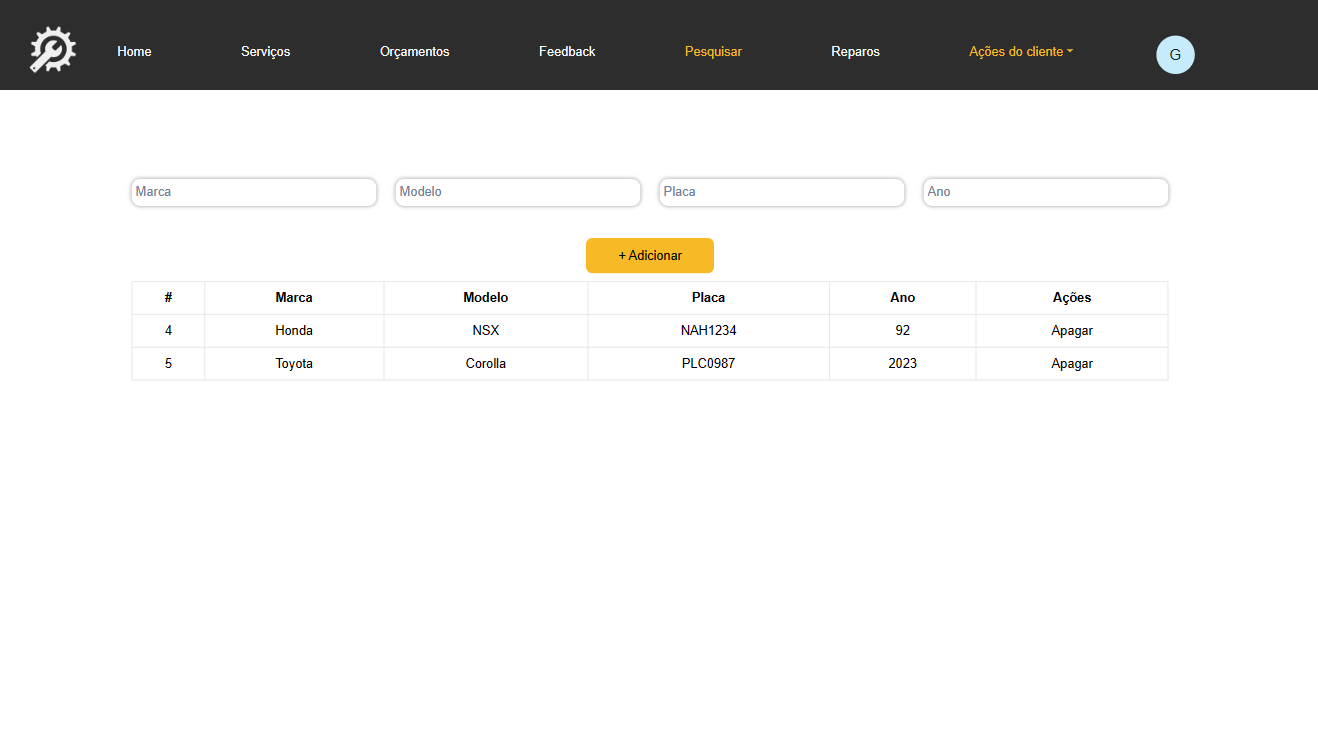 Home Serviços Orçamentos Feedback Pesquisar Reparos Ações do cliente G
Marca Modelo Placa Ano
+ Adicionar
# Marca Modelo Placa Ano Ações
4 Honda NSX NAH1234 92 Apagar
5 Toyota Corolla PLC0987 2023 Apagar